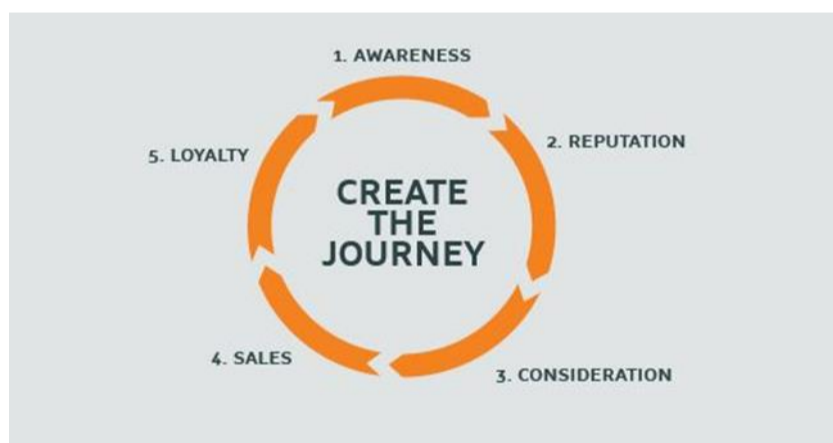 1. AWARENESS
2. REPUTATION
5. LOYALTY
CREATE
THE
JOURNEY
4. SALES
3. CONSIDERATION